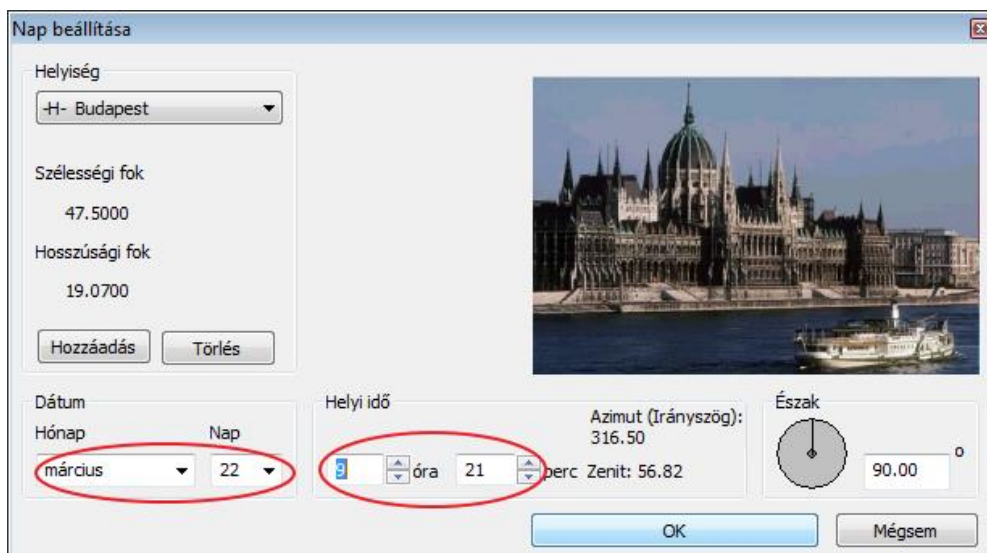 Nap beállítása
Helyiség
-H- Budapest
Szélességi fok
47.5000
Hosszúsági fok
19.0700
Hozzáadás Törlés
Dátum
Hónap Nap
március 22
Helyi idő
9 óra 21 perc
Azimut (Irányszög):
316.50
Zenit: 56.82
Észak
90.00 o
OK Mégsem